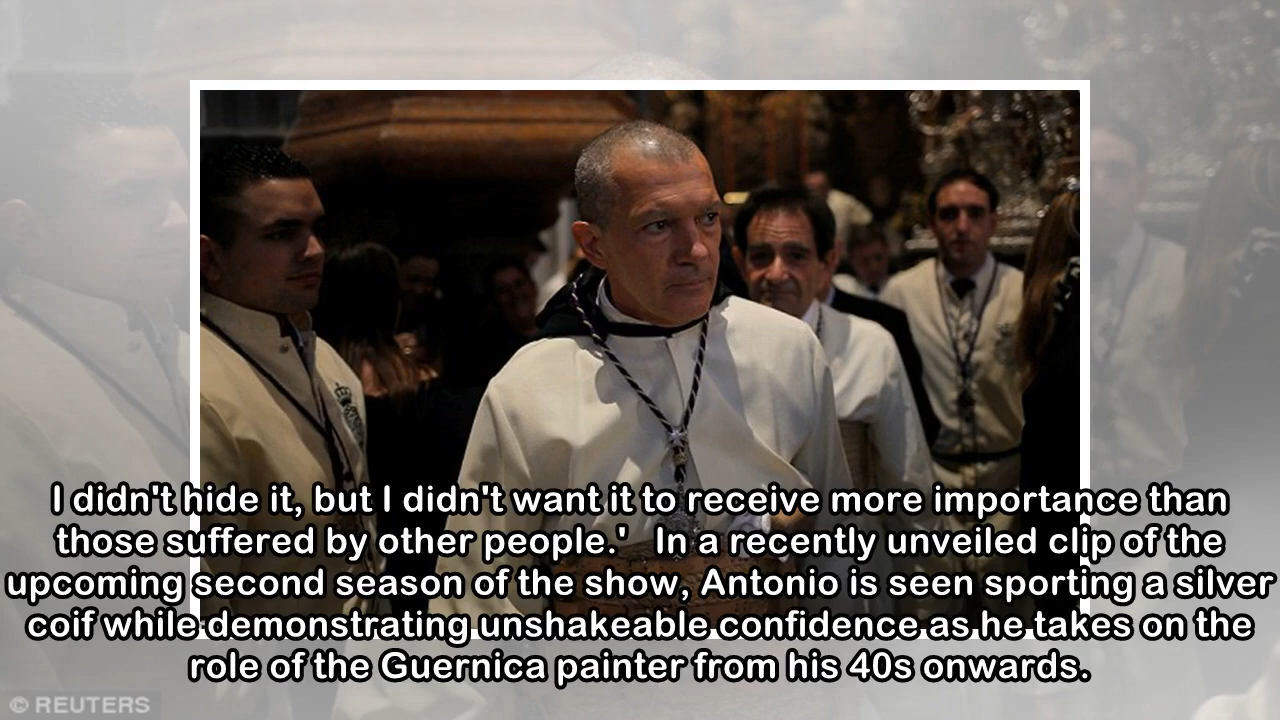 I didn't hide it, but I didn't want it to receive more importance than
those suffered by other people.'   In a recently unveiled clip of the
upcoming second season of the show, Antonio is seen sporting a silver
coif while demonstrating unshakeable confidence as he takes on the
role of the Guernica painter from his 40s onwards.
© REUTERS